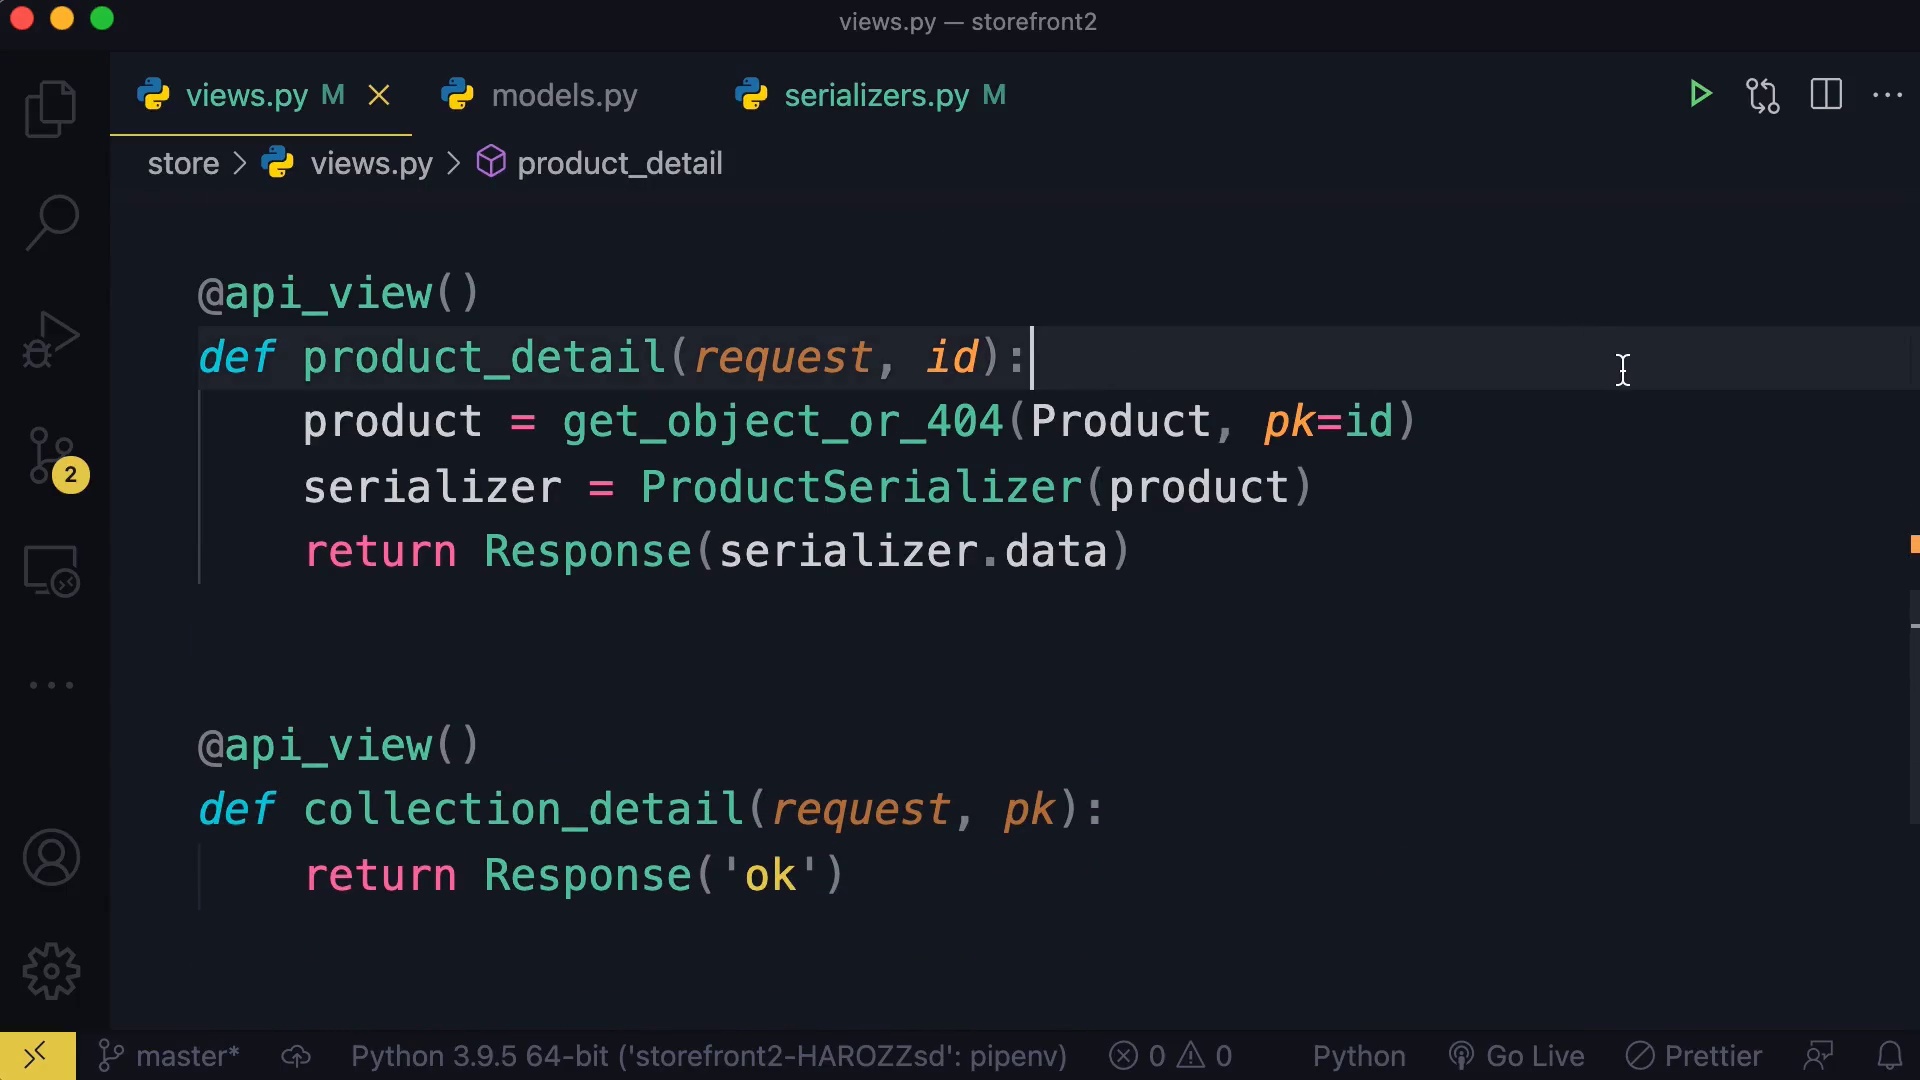 views.py — storefront2
views.py M
models.py
serializers.py M
store > views.py > product_detail
@api_view()
def product_detail(request, id):
    product = get_object_or_404(Product, pk=id)
    serializer = ProductSerializer(product)
    return Response(serializer.data)
@api_view()
def collection_detail(request, pk):
    return Response('ok')
2
master*
Python 3.9.5 64-bit ('storefront2-HAROZZsd': pipenv)
0
0
Python
Go Live
Prettier